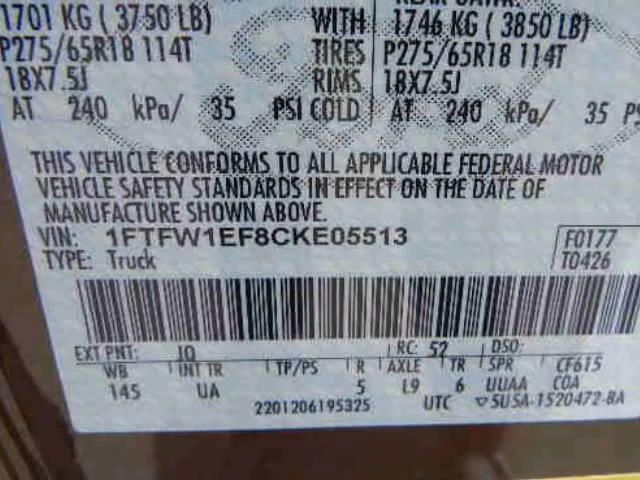 1701 KG ( 3750 LB) WITH 1746 KG ( 3850 LB)
P275/65R18 114T TIRES P275/65R18 114T
18X7.5J RIMS 18X7.5J
AT 240 kPa/ 35 PSI COLD AT 240 kPa/ 35
THIS VEHICLE CONFORMS TO ALL APPLICABLE FEDERAL MOTOR
VEHICLE SAFETY STANDARDS IN EFFECT ON THE DATE OF
MANUFACTURE SHOWN ABOVE.
VIN: 1FTFW1EF8CKE05513 F0177
TYPE: Truck T0426
EXT PNT: JQ RC: 52 DSO:
WB INT TR TP/PS R AXLE TR SPR CF615
145 UA 5 L9 6 UUAA COA
2201206195325 UTC ▽5U5A-1520472-BA